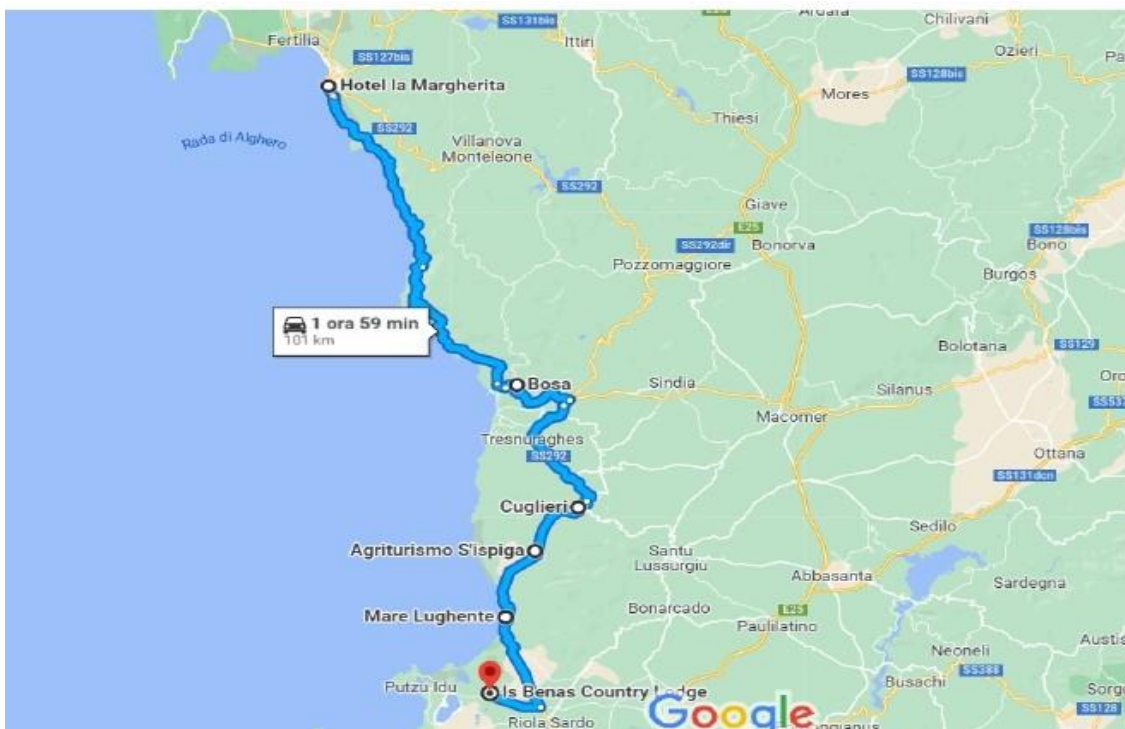 SS131bis
E25
Ardara
Chilivani
Fertilia
Ittiri
Ozieri
SS127bis
SS128bis
Hotel la Margherita
Mores
Thiesi
SS292
Rada di Alghero
Villanova
Monteleone
SS292
Giave
E25
SS128bis
SS292dir
Bonorva
Bono
Pozzomaggiore
Burgos
1 ora 59 min
101 km
Bolotana
SS129
Bosa
Sindia
Silanus
Macomer
Tresnuraghes
SS292
Ottana
SS131dcn
Cuglieri
Sedilo
Agriturismo S'ispiga
Santu
Lussurgiu
Abbasanta
Sardegna
Mare Lughente
Bonarcado
E25
Paulilatino
Neoneli
SS388
Putzu Idu
Is Benas Country Lodge
Busachi
Riola Sardo
Google
SS128